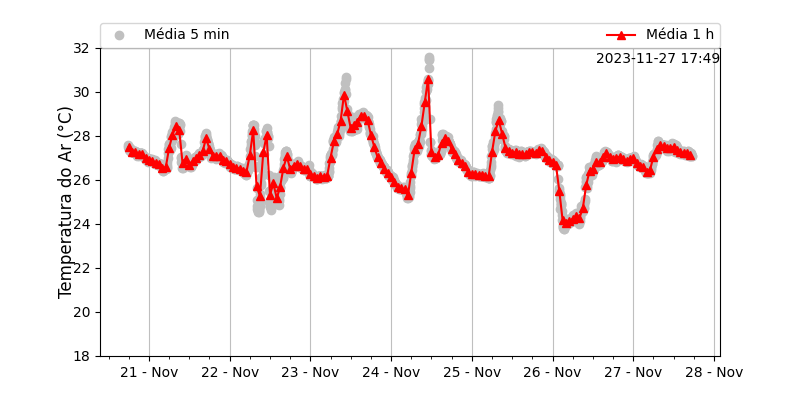 Média 5 min
Média 1 h
2023-11-27 17:49
Temperatura do Ar (°C)
32
30
28
26
24
22
20
18
21 - Nov
22 - Nov
23 - Nov
24 - Nov
25 - Nov
26 - Nov
27 - Nov
28 - Nov